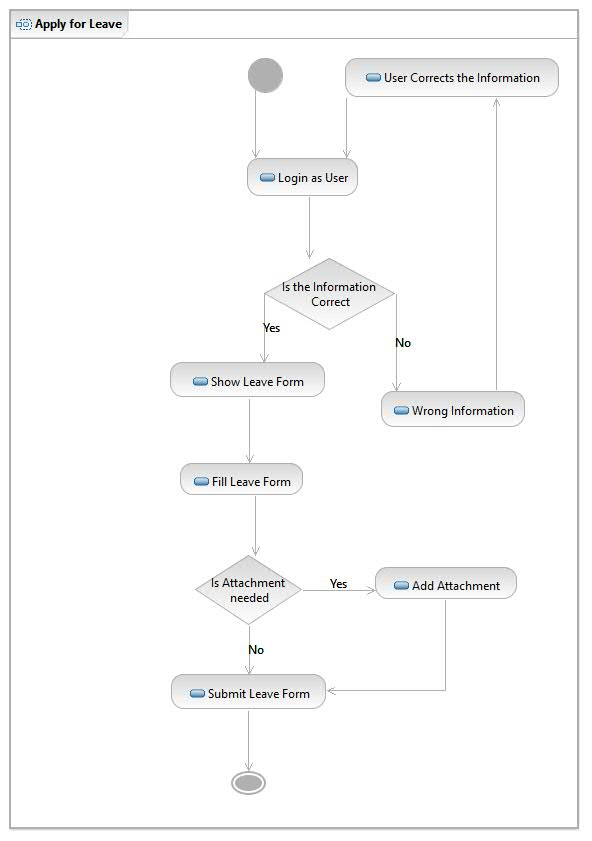 Apply for Leave
User Corrects the Information
Login as User
Is the Information
Correct
Yes
No
Show Leave Form
Wrong Information
Fill Leave Form
Is Attachment
needed
Yes
Add Attachment
No
Submit Leave Form